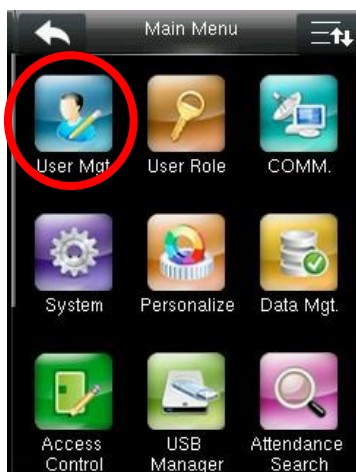 Main Menu
User Mgt.
User Role
COMM.
System
Personalize
Data Mgt.
Access
Control
USB
Manager
Attendance
Search